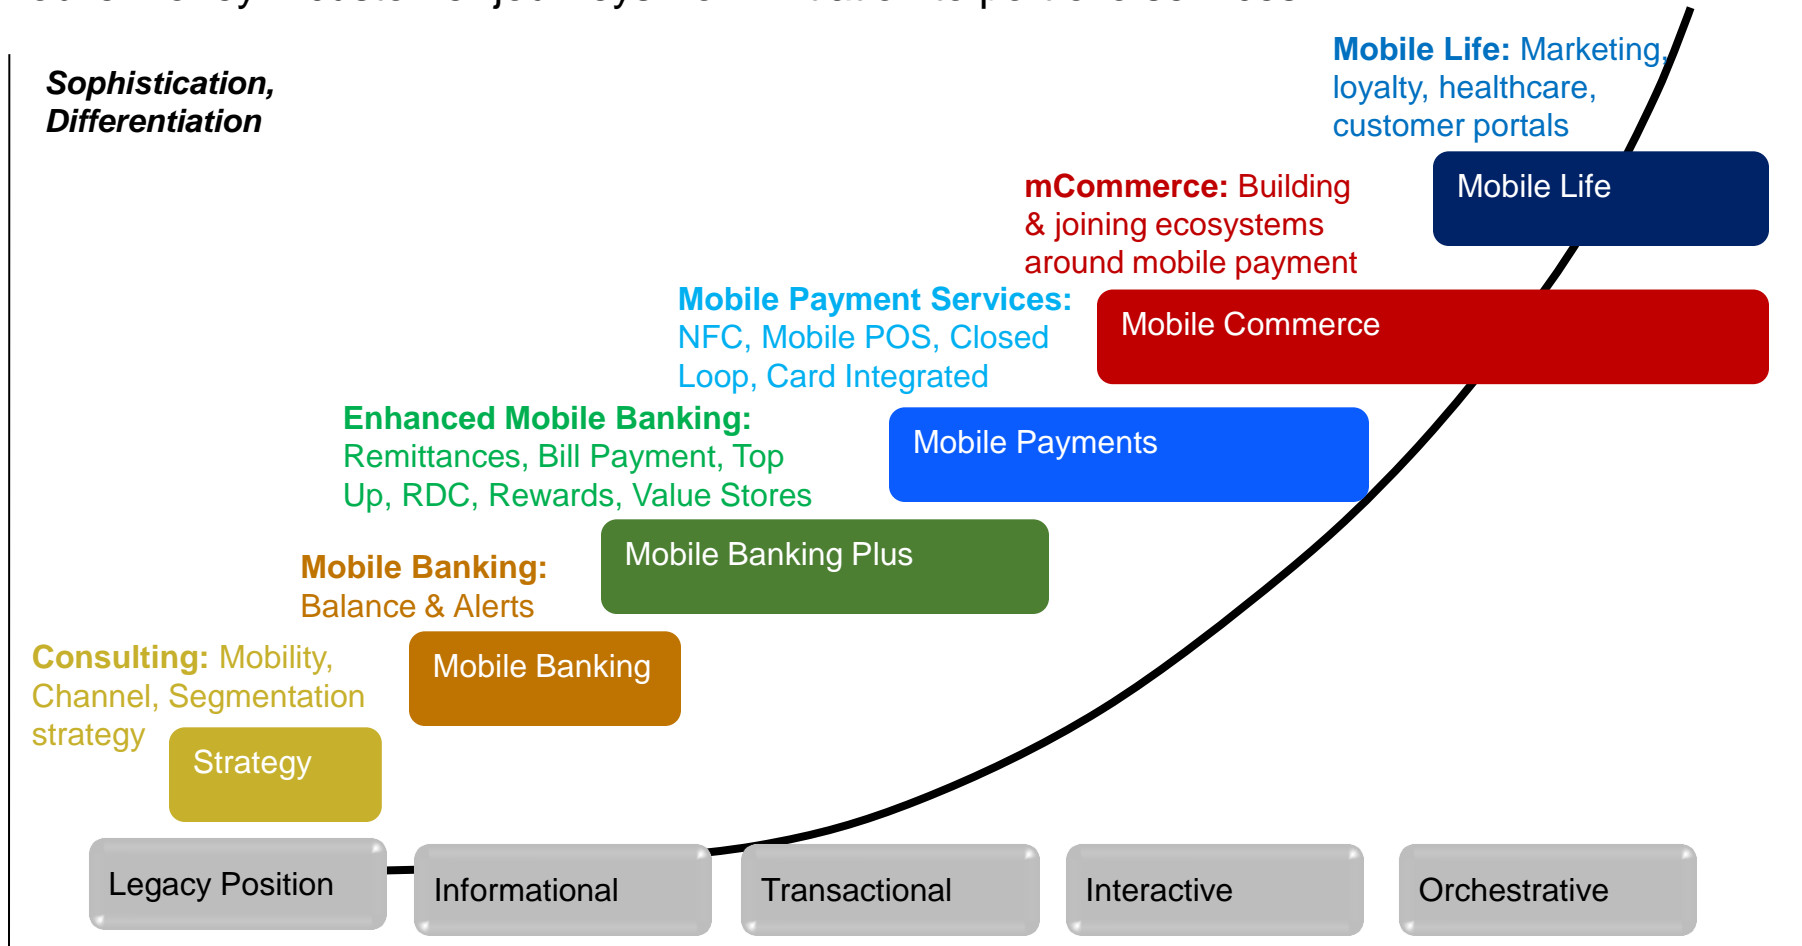 Sophistication,
Differentiation
Mobile Life: Marketing,
loyalty, healthcare,
customer portals
Mobile Life
mCommerce: Building
& joining ecosystems
around mobile payment
Mobile Commerce
Mobile Payment Services:
NFC, Mobile POS, Closed
Loop, Card Integrated
Mobile Payments
Enhanced Mobile Banking:
Remittances, Bill Payment, Top
Up, RDC, Rewards, Value Stores
Mobile Banking Plus
Mobile Banking:
Balance & Alerts
Mobile Banking
Consulting: Mobility,
Channel, Segmentation
strategy
Strategy
Legacy Position
Informational
Transactional
Interactive
Orchestrative